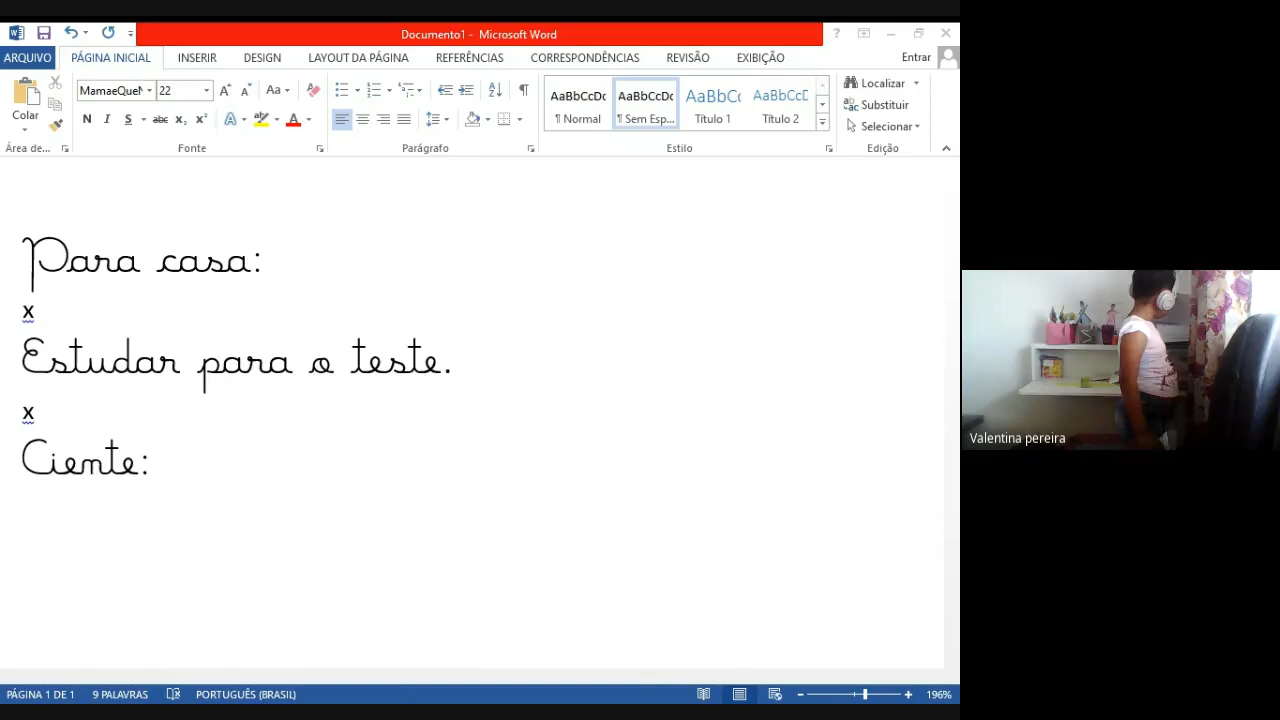 Documento1 - Microsoft Word
ARQUIVO PÁGINA INICIAL INSERIR DESIGN LAYOUT DA PÁGINA REFERÊNCIAS CORRESPONDÊNCIAS REVISÃO EXIBIÇÃO Entrar
MamaeQueN 22 Aa AaBbCcDc AaBbCcDc AaBbCc AaBbCcD Localizar
Colar N I S abc x₂ x² A A ¶ Normal ¶ Sem Esp... Título 1 Título 2 Substituir
Selecionar
Área de... Fonte Parágrafo Estilo Edição
Para casa:
x
Estudar para o teste.
x
Ciente:
Valentina pereira
PÁGINA 1 DE 1 9 PALAVRAS PORTUGUÊS (BRASIL) 196%